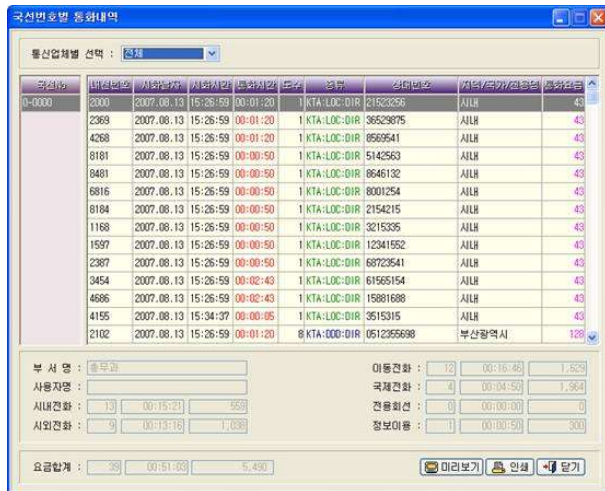 국선번호별 통화내역
통신업체별 선택 : 전체
국선No 내선번호 시화날자 시화시간 통화시간 도수 종류 상대번호 지역/국가/전용명 통화요금
0-0000 2000 2007.08.13 15:26:59 00:01:20 1 KTA:LOC:DIR 21523256 시내 43
2369 2007.08.13 15:26:59 00:01:20 1 KTA:LOC:DIR 36529875 시내 43
4268 2007.08.13 15:26:59 00:01:20 1 KTA:LOC:DIR 8569541 시내 43
8181 2007.08.13 15:26:59 00:00:50 1 KTA:LOC:DIR 5142563 시내 43
8481 2007.08.13 15:26:59 00:00:50 1 KTA:LOC:DIR 8646132 시내 43
6816 2007.08.13 15:26:59 00:00:50 1 KTA:LOC:DIR 8001254 시내 43
8184 2007.08.13 15:26:59 00:00:50 1 KTA:LOC:DIR 2154215 시내 43
1168 2007.08.13 15:26:59 00:00:50 1 KTA:LOC:DIR 3215335 시내 43
1597 2007.08.13 15:26:59 00:00:50 1 KTA:LOC:DIR 12341552 시내 43
2387 2007.08.13 15:26:59 00:00:50 1 KTA:LOC:DIR 68723541 시내 43
3454 2007.08.13 15:26:59 00:02:43 1 KTA:LOC:DIR 61565154 시내 43
4686 2007.08.13 15:26:59 00:02:43 1 KTA:LOC:DIR 15881688 시내 43
4155 2007.08.13 15:34:37 00:00:05 1 KTA:LOC:DIR 3515315 시내 43
2102 2007.08.13 15:26:59 00:01:20 8 KTA:DDD:DIR 0512355698 부산광역시 128
부 서 명 : 총무과 이동전화 : 12 00:16:46 1,629
사용자명 : 국제전화 : 4 00:04:50 1,964
시내전화 : 13 00:15:21 559 전용회선 : 0 00:00:00 0
시외전화 : 9 00:13:16 1,038 정보이용 : 1 00:00:50 300
요금합계 : 39 00:51:03 5,490 미리보기 인쇄 닫기